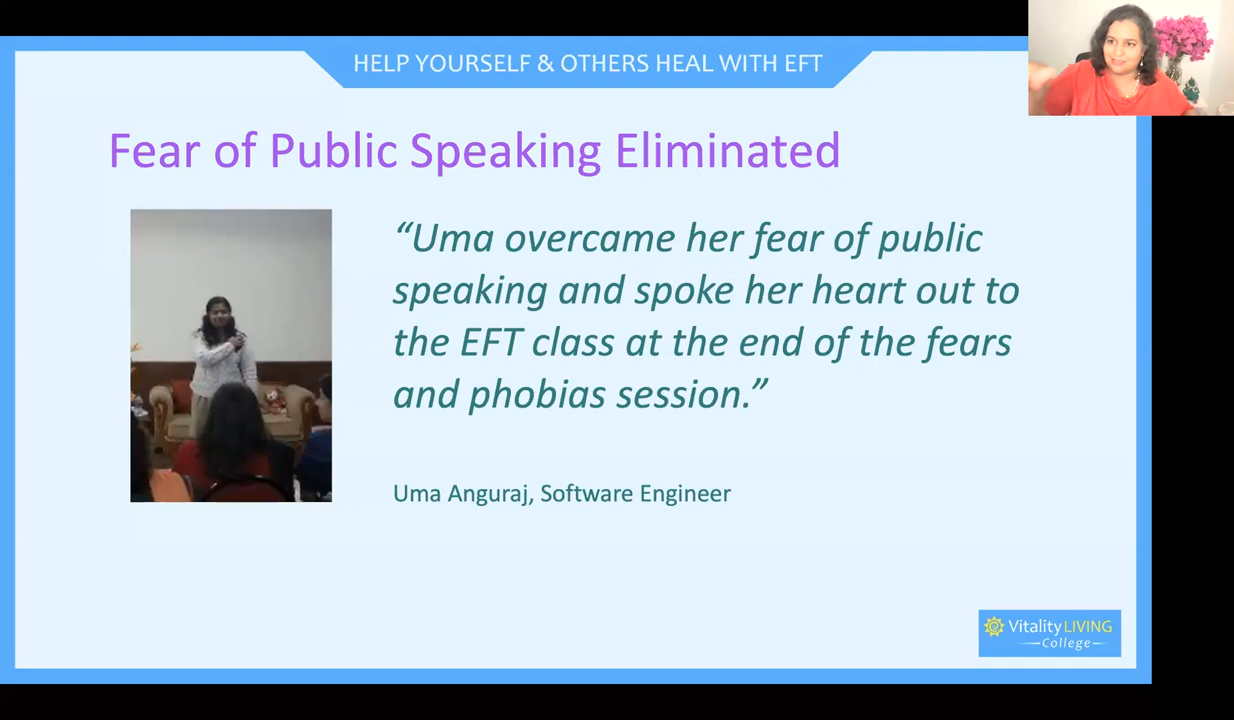 HELP YOURSELF & OTHERS HEAL WITH EFT
Fear of Public Speaking Eliminated
“Uma overcame her fear of public
speaking and spoke her heart out to
the EFT class at the end of the fears
and phobias session.”
Uma Anguraj, Software Engineer
Vitality LIVING
College